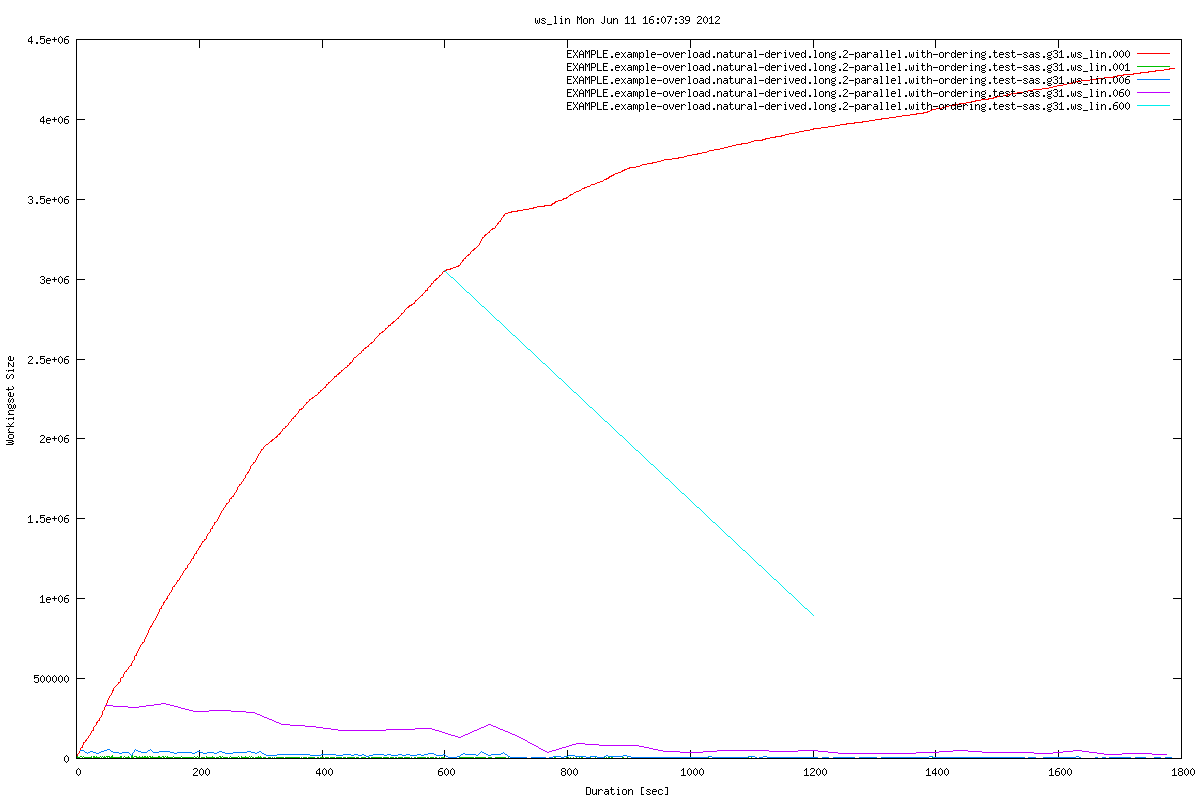 ws_lin Mon Jun 11 16:07:39 2012
4.5e+06
EXAMPLE.example-overload.natural-derived.long.2-parallel.with-ordering.test-sas.g31.ws_lin.000
EXAMPLE.example-overload.natural-derived.long.2-parallel.with-ordering.test-sas.g31.ws_lin.001
EXAMPLE.example-overload.natural-derived.long.2-parallel.with-ordering.test-sas.g31.ws_lin.006
EXAMPLE.example-overload.natural-derived.long.2-parallel.with-ordering.test-sas.g31.ws_lin.060
EXAMPLE.example-overload.natural-derived.long.2-parallel.with-ordering.test-sas.g31.ws_lin.600
4e+06
3.5e+06
3e+06
2.5e+06
Workingset Size
2e+06
1.5e+06
1e+06
500000
0
0 200 400 600 800 1000 1200 1400 1600 1800
Duration [sec]